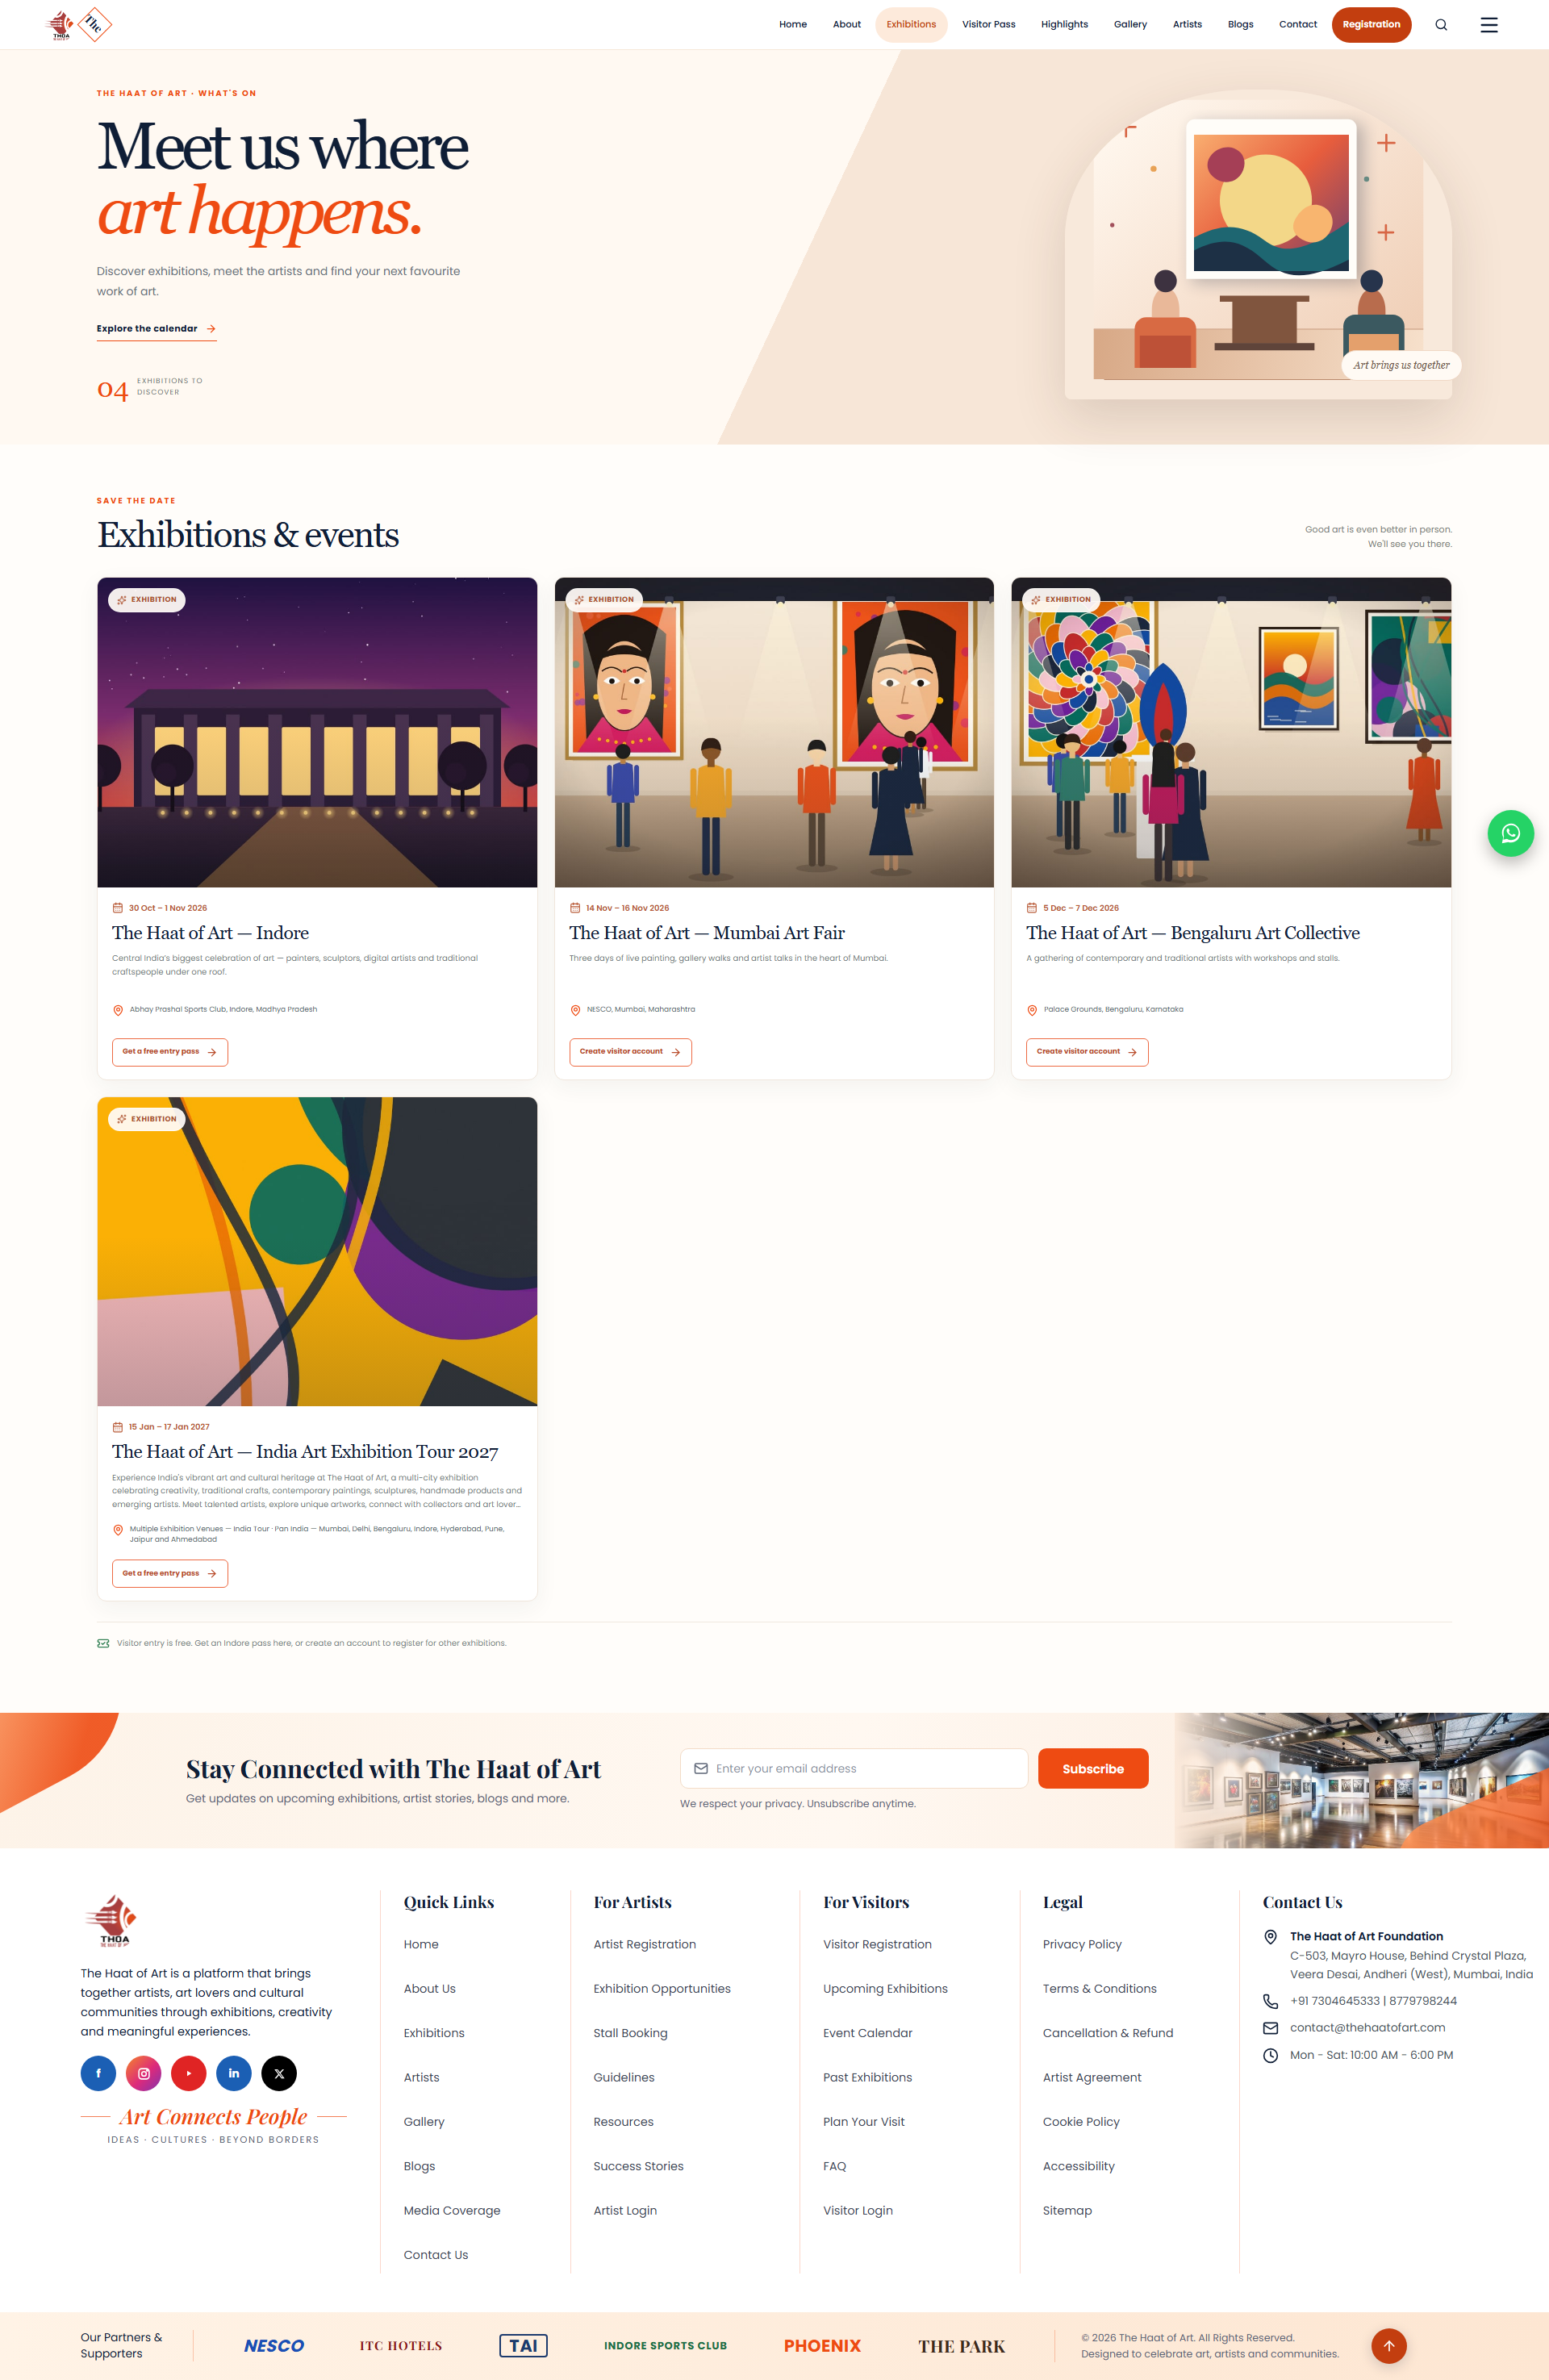 THOA
The
Home
About
Exhibitions
Visitor Pass
Highlights
Gallery
Artists
Blogs
Contact
Registration
THE HAAT OF ART · WHAT'S ON
Meet us where
art happens.
Discover exhibitions, meet the artists and find your next favourite
work of art.
Explore the calendar
04
EXHIBITIONS TO
DISCOVER
Art brings us together
SAVE THE DATE
Exhibitions & events
Good art is even better in person.
We'll see you there.
EXHIBITION
30 Oct – 1 Nov 2026
The Haat of Art — Indore
Central India's biggest celebration of art — painters, sculptors, digital artists and traditional
craftspeople under one roof.
Abhay Prashal Sports Club, Indore, Madhya Pradesh
Get a free entry pass
EXHIBITION
14 Nov – 16 Nov 2026
The Haat of Art — Mumbai Art Fair
Three days of live painting, gallery walks and artist talks in the heart of Mumbai.
NESCO, Mumbai, Maharashtra
Create visitor account
EXHIBITION
5 Dec – 7 Dec 2026
The Haat of Art — Bengaluru Art Collective
A gathering of contemporary and traditional artists with workshops and stalls.
Palace Grounds, Bengaluru, Karnataka
Create visitor account
EXHIBITION
15 Jan – 17 Jan 2027
The Haat of Art — India Art Exhibition Tour 2027
Experience India's vibrant art and cultural heritage at The Haat of Art, a multi-city exhibition
celebrating creativity, traditional crafts, contemporary paintings, sculptures, handmade products and
emerging artists. Meet talented artists, explore unique artworks, connect with collectors and art lover...
Multiple Exhibition Venues — India Tour · Pan India — Mumbai, Delhi, Bengaluru, Indore, Hyderabad, Pune,
Jaipur and Ahmedabad
Get a free entry pass
Visitor entry is free. Get an Indore pass here, or create an account to register for other exhibitions.
Stay Connected with The Haat of Art
Get updates on upcoming exhibitions, artist stories, blogs and more.
Enter your email address
Subscribe
We respect your privacy. Unsubscribe anytime.
THOA
THE HAAT OF ART
The Haat of Art is a platform that brings
together artists, art lovers and cultural
communities through exhibitions, creativity
and meaningful experiences.
Art Connects People
IDEAS · CULTURES · BEYOND BORDERS
Quick Links
Home
About Us
Exhibitions
Artists
Gallery
Blogs
Media Coverage
Contact Us
For Artists
Artist Registration
Exhibition Opportunities
Stall Booking
Guidelines
Resources
Success Stories
Artist Login
For Visitors
Visitor Registration
Upcoming Exhibitions
Event Calendar
Past Exhibitions
Plan Your Visit
FAQ
Visitor Login
Legal
Privacy Policy
Terms & Conditions
Cancellation & Refund
Artist Agreement
Cookie Policy
Accessibility
Sitemap
Contact Us
The Haat of Art Foundation
C-503, Mayro House, Behind Crystal Plaza,
Veera Desai, Andheri (West), Mumbai, India
+91 7304645333 | 8779798244
contact@thehaatofart.com
Mon - Sat: 10:00 AM - 6:00 PM
Our Partners &
Supporters
NESCO
ITC HOTELS
TAI
INDORE SPORTS CLUB
PHOENIX
THE PARK
© 2026 The Haat of Art. All Rights Reserved.
Designed to celebrate art, artists and communities.